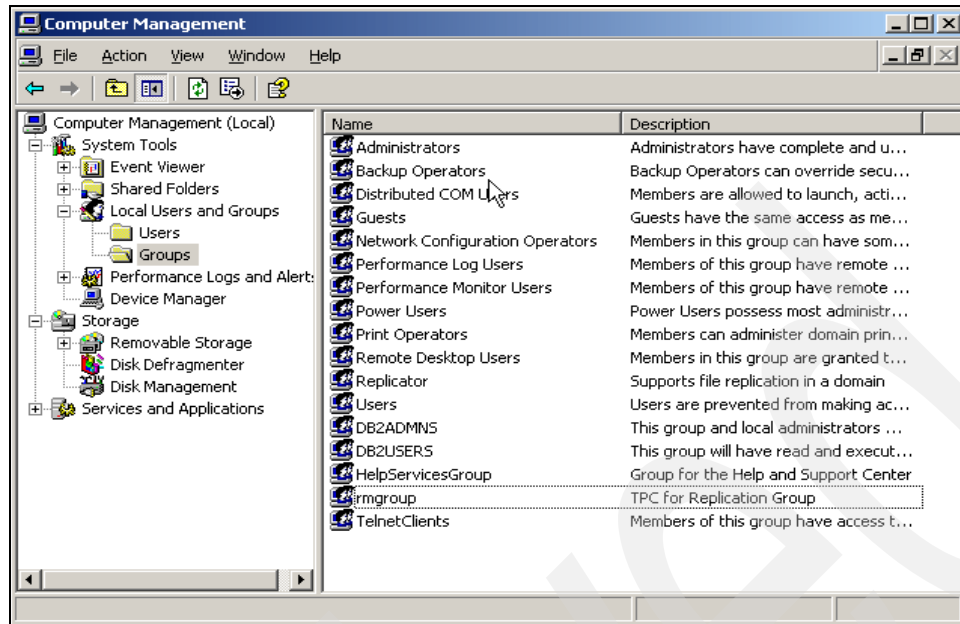 Computer Management
File Action View Window Help
Computer Management (Local)
System Tools
Event Viewer
Shared Folders
Local Users and Groups
Users
Groups
Performance Logs and Alert:
Device Manager
Storage
Removable Storage
Disk Defragmenter
Disk Management
Services and Applications
Name Description
Administrators Administrators have complete and u...
Backup Operators Backup Operators can override secu...
Distributed COM Users Members are allowed to launch, acti...
Guests Guests have the same access as me...
Network Configuration Operators Members in this group can have som...
Performance Log Users Members of this group have remote ...
Performance Monitor Users Members of this group have remote ...
Power Users Power Users possess most administr...
Print Operators Members can administer domain prin...
Remote Desktop Users Members in this group are granted t...
Replicator Supports file replication in a domain
Users Users are prevented from making ac...
DB2ADMNS This group and local administrators ...
DB2USERS This group will have read and execut...
HelpServicesGroup Group for the Help and Support Center
rmgroup TPC for Replication Group
TelnetClients Members of this group have access t...